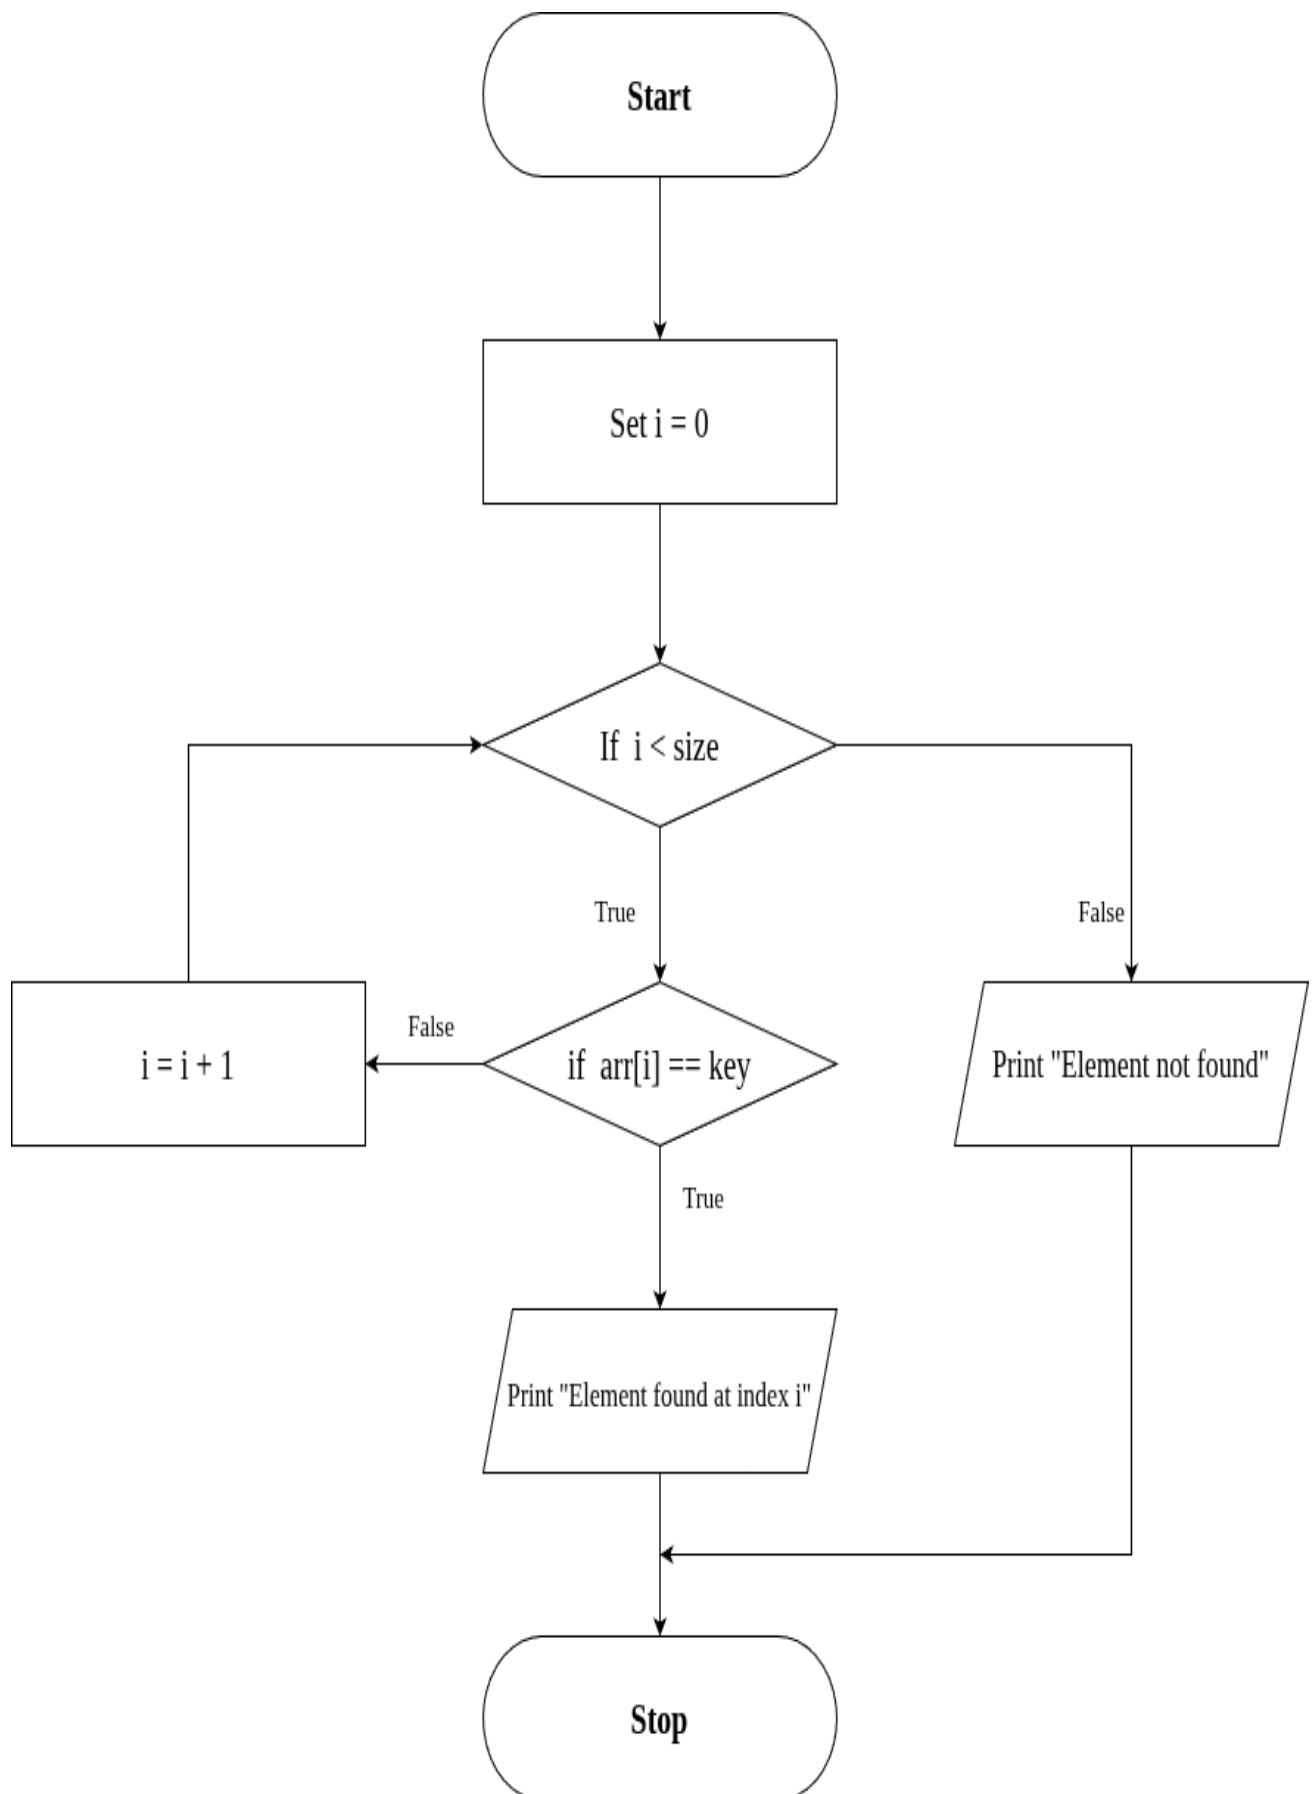 Start
Set i = 0
If  i < size
True
False
False
i = i + 1
if  arr[i] == key
Print "Element not found"
True
Print "Element found at index i"
Stop